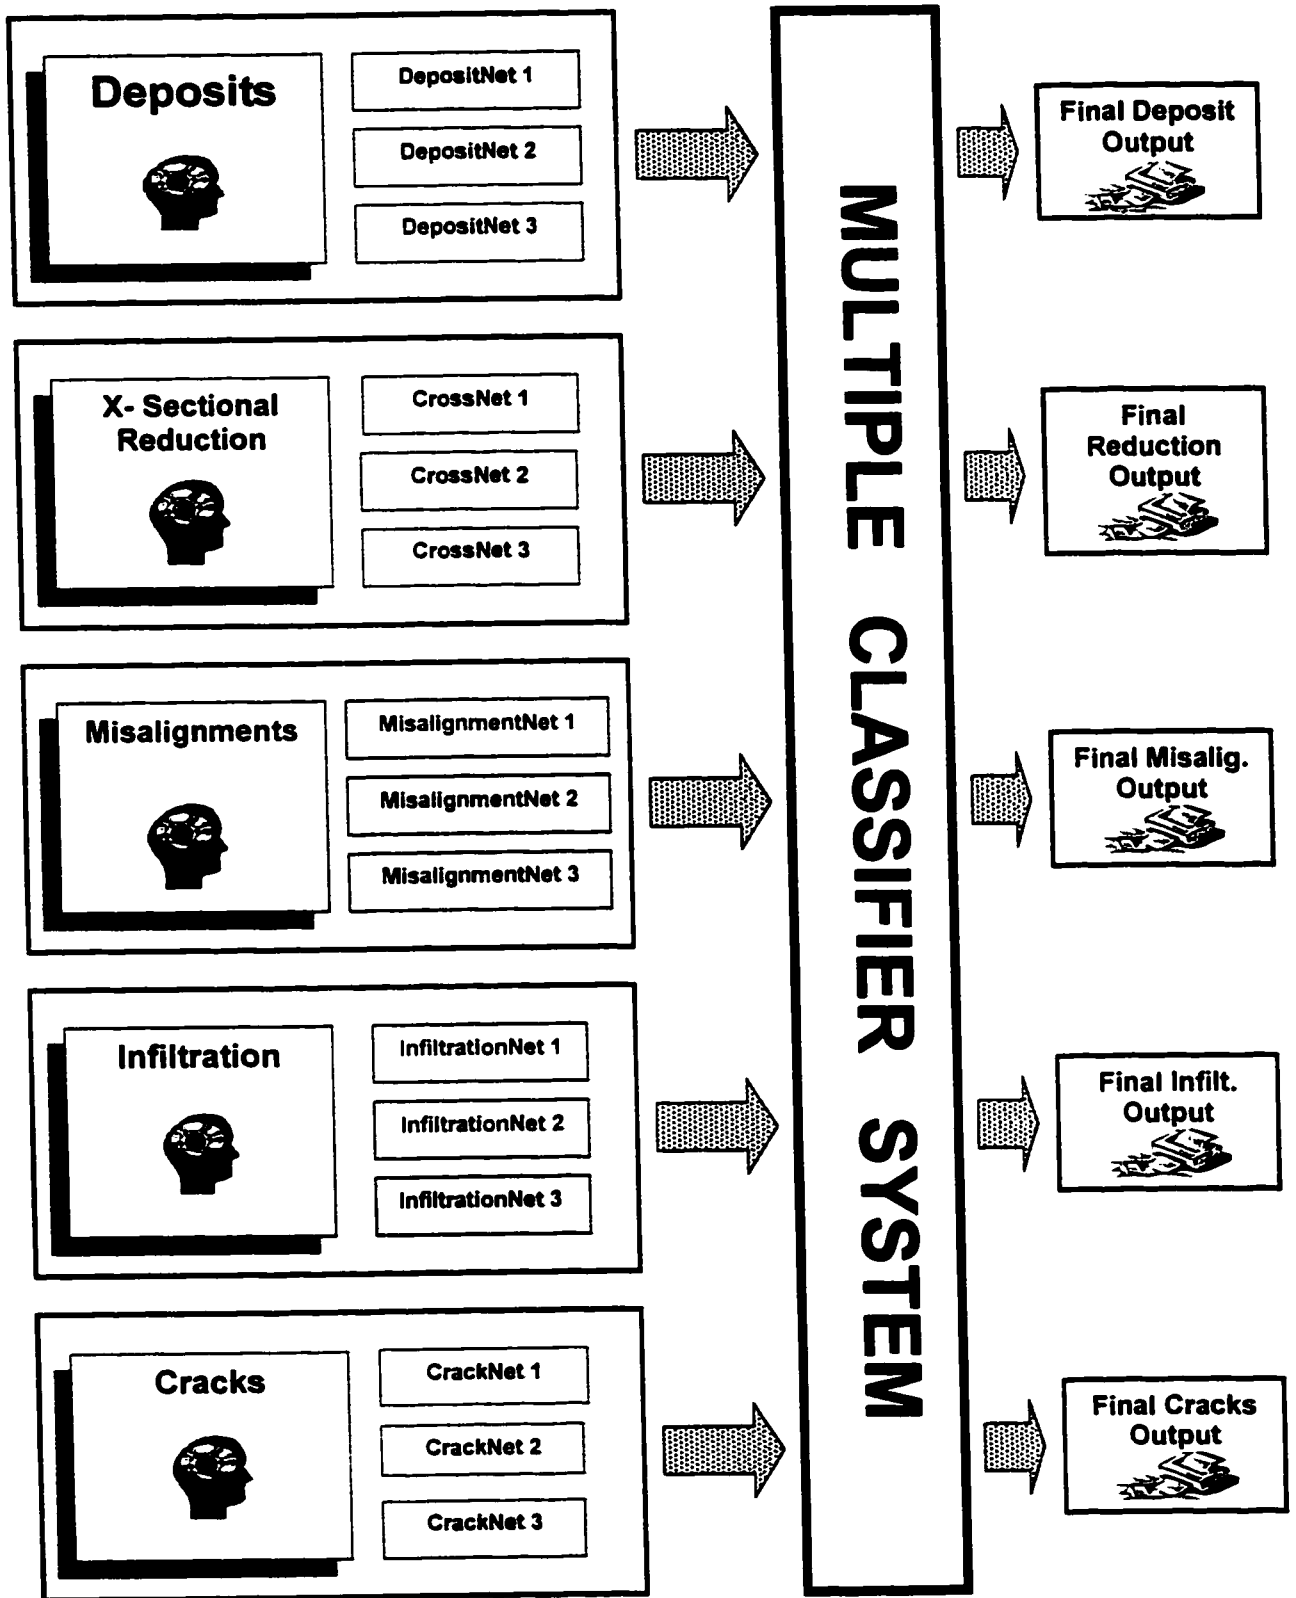 Deposits
DepositNet 1
DepositNet 2
DepositNet 3
X- Sectional
Reduction
CrossNet 1
CrossNet 2
CrossNet 3
Misalignments
MisalignmentNet 1
MisalignmentNet 2
MisalignmentNet 3
Infiltration
InfiltrationNet 1
InfiltrationNet 2
InfiltrationNet 3
Cracks
CrackNet 1
CrackNet 2
CrackNet 3
MULTIPLE CLASSIFIER SYSTEM
Final Deposit
Output
Final
Reduction
Output
Final Misalig.
Output
Final Infilt.
Output
Final Cracks
Output